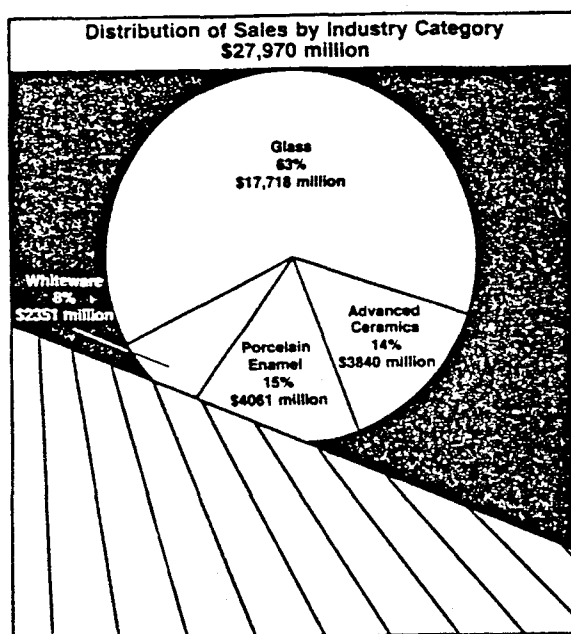 Distribution of Sales by Industry Category
$27,970 million
Glass
63%
$17,718 million
Whiteware
8%
$2351 million
Advanced
Ceramics
14%
$3840 million
Porcelain
Enamel
15%
$4061 million